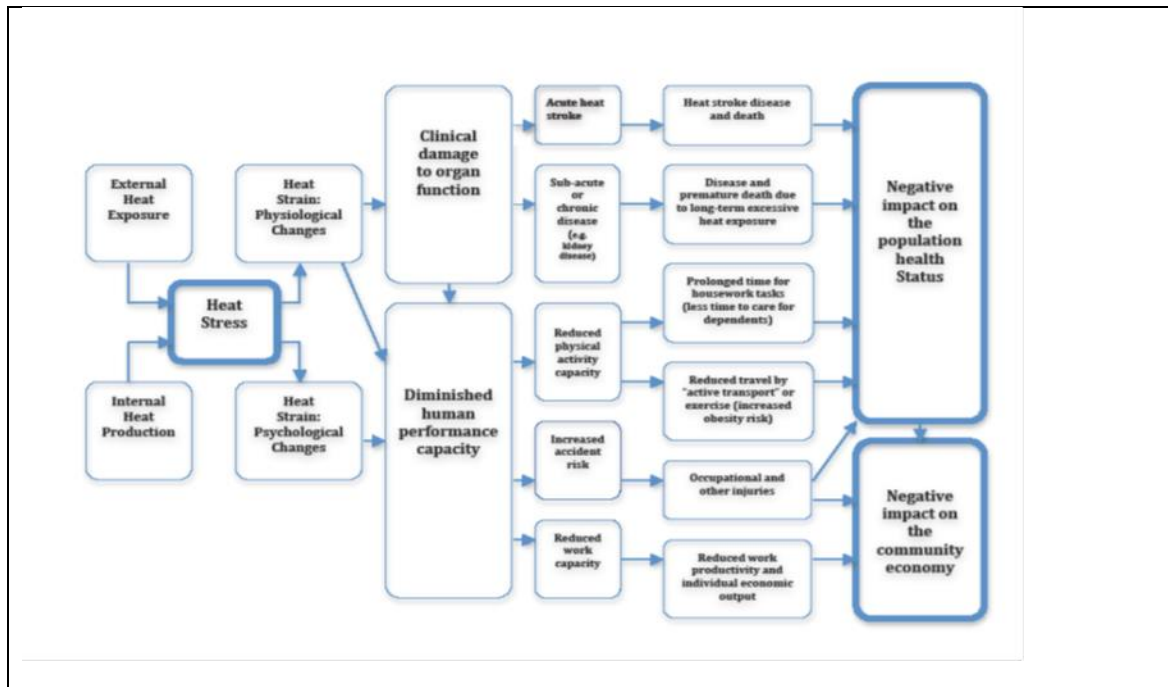 External
Heat
Exposure
Internal
Heat
Production
Heat
Stress
Heat
Strain:
Physiological
Changes
Heat
Strain:
Psychological
Changes
Clinical
damage
to organ
function
Diminished
human
performance
capacity
Acute heat
stroke
Sub-acute
or
chronic
disease
(e.g.
kidney
disease)
Reduced
physical
activity
capacity
Increased
accident
risk
Reduced
work
capacity
Heat stroke disease
and death
Disease and
premature death due
to long-term excessive
heat exposure
Prolonged time for
housework tasks
(less time to care for
dependents)
Reduced travel by
"active transport" or
exercise (increased
obesity risk)
Occupational and
other injuries
Reduced work
productivity and
individual economic
output
Negative
impact on
the
population
health
Status
Negative
impact on
the
community
economy